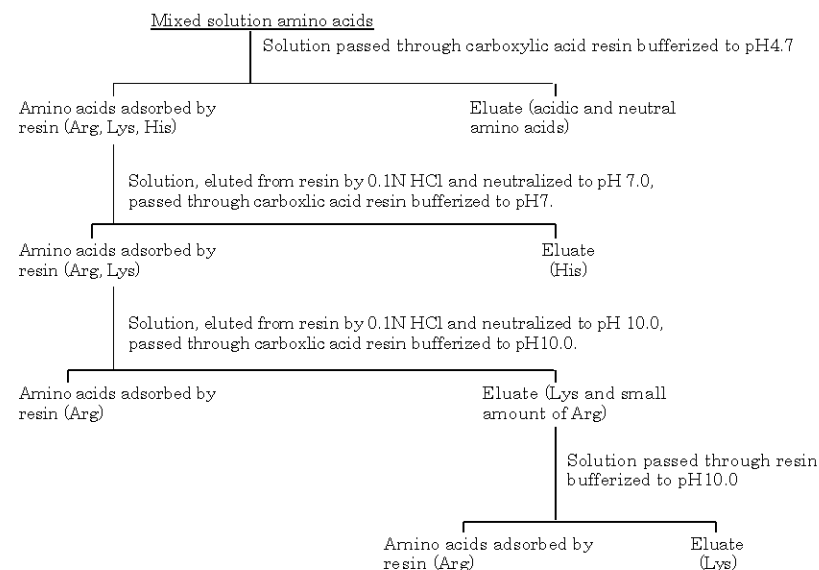 Mixed solution amino acids
Solution passed through carboxylic acid resin bufferized to pH4.7
Amino acids adsorbed by
resin (Arg, Lys, His)
Eluate (acidic and neutral
amino acids)
Solution, eluted from resin by 0.1N HCl and neutralized to pH 7.0,
passed through carboxlic acid resin bufferized to pH7.
Amino acids adsorbed by
resin (Arg, Lys)
Eluate
(His)
Solution, eluted from resin by 0.1N HCl and neutralized to pH 10.0,
passed through carboxlic acid resin bufferized to pH10.0.
Amino acids adsorbed by
resin (Arg)
Eluate (Lys and small
amount of Arg)
Solution passed through resin
bufferized to pH10.0
Amino acids adsorbed by
resin (Arg)
Eluate
(Lys)